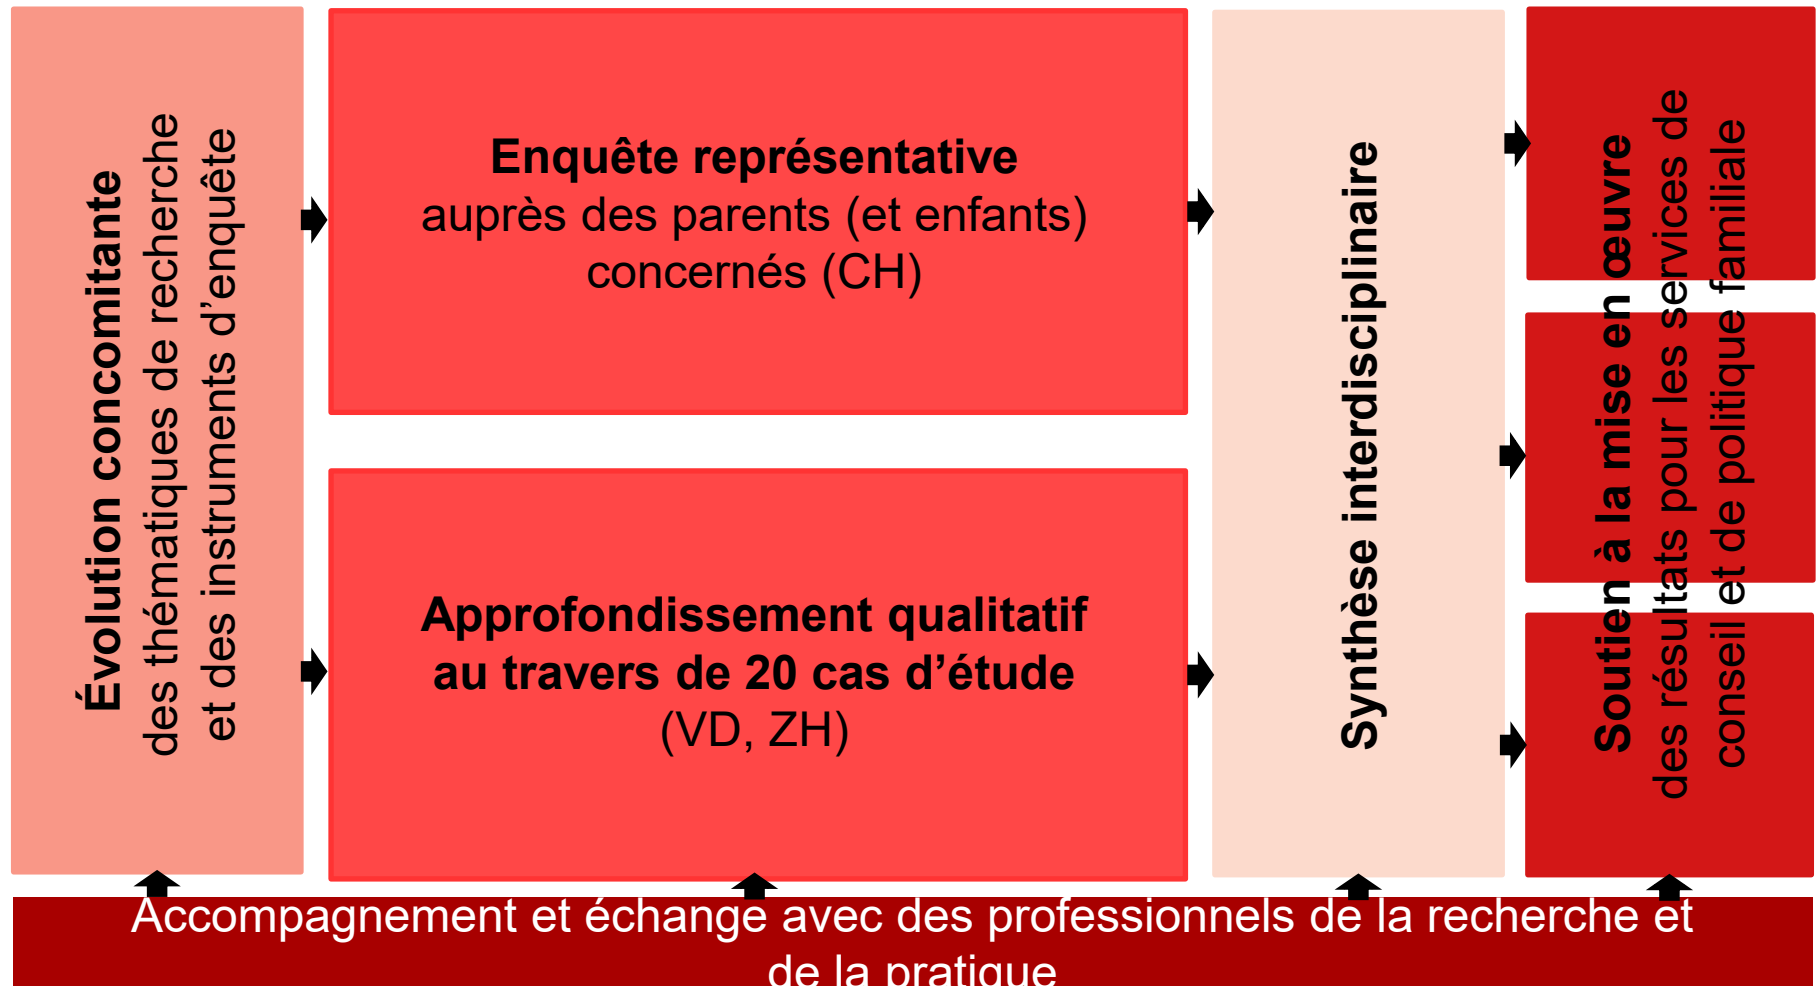 Évolution concomitante
des thématiques de recherche
et des instruments d’enquête
Enquête représentative
auprès des parents (et enfants)
concernés (CH)
Approfondissement qualitatif
au travers de 20 cas d’étude
(VD, ZH)
Synthèse interdisciplinaire
Soutien à la mise en œuvre
des résultats pour les services de
conseil et de politique familiale
Accompagnement et échange avec des professionnels de la recherche et
de la pratique